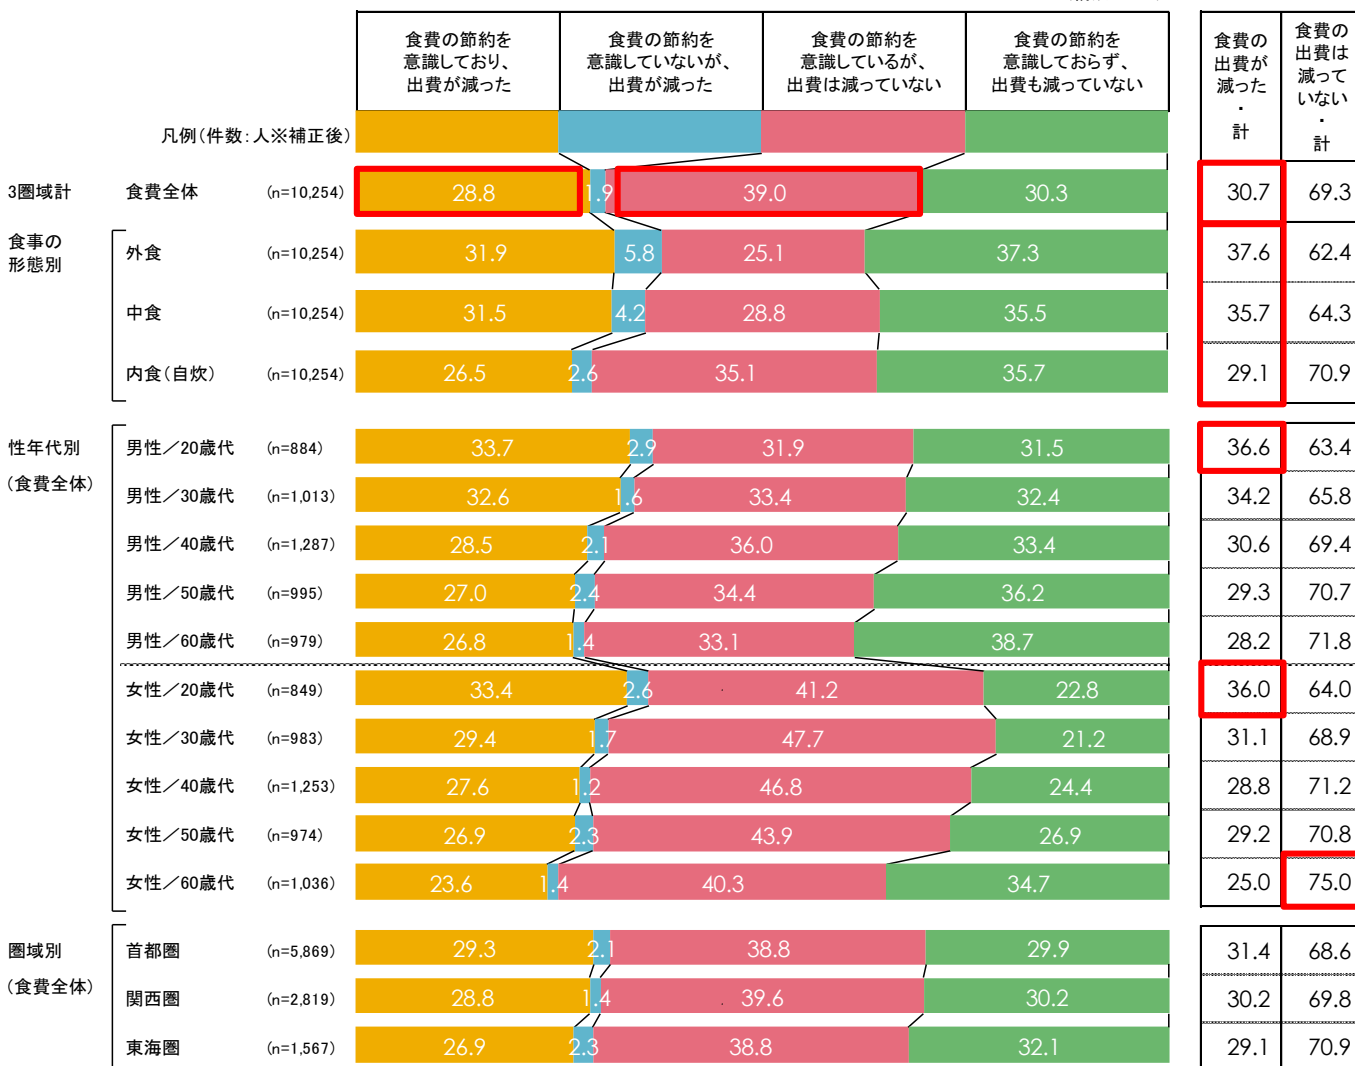 食費の節約を
意識しており、
出費が減った
食費の節約を
意識していないが、
出費が減った
食費の節約を
意識しているが、
出費は減っていない
食費の節約を
意識しておらず、
出費も減っていない
食費の
出費が
減った
・
計
食費の
出費は
減って
いない
・
計
凡例(件数:人※補正後)
3圏域計 食費全体 (n=10,254) 28.8 1.9 39.0 30.3 30.7 69.3
食事の
形態別
外食 (n=10,254) 31.9 5.8 25.1 37.3 37.6 62.4
中食 (n=10,254) 31.5 4.2 28.8 35.5 35.7 64.3
内食(自炊) (n=10,254) 26.5 2.6 35.1 35.7 29.1 70.9
性年代別
(食費全体)
男性/20歳代 (n=884) 33.7 2.9 31.9 31.5 36.6 63.4
男性/30歳代 (n=1,013) 32.6 1.6 33.4 32.4 34.2 65.8
男性/40歳代 (n=1,287) 28.5 2.1 36.0 33.4 30.6 69.4
男性/50歳代 (n=995) 27.0 2.4 34.4 36.2 29.3 70.7
男性/60歳代 (n=979) 26.8 1.4 33.1 38.7 28.2 71.8
女性/20歳代 (n=849) 33.4 2.6 41.2 22.8 36.0 64.0
女性/30歳代 (n=983) 29.4 1.7 47.7 21.2 31.1 68.9
女性/40歳代 (n=1,253) 27.6 1.2 46.8 24.4 28.8 71.2
女性/50歳代 (n=974) 26.9 2.3 43.9 26.9 29.2 70.8
女性/60歳代 (n=1,036) 23.6 1.4 40.3 34.7 25.0 75.0
圏域別
(食費全体)
首都圏 (n=5,869) 29.3 2.1 38.8 29.9 31.4 68.6
関西圏 (n=2,819) 28.8 1.4 39.6 30.2 30.2 69.8
東海圏 (n=1,567) 26.9 2.3 38.8 32.1 29.1 70.9